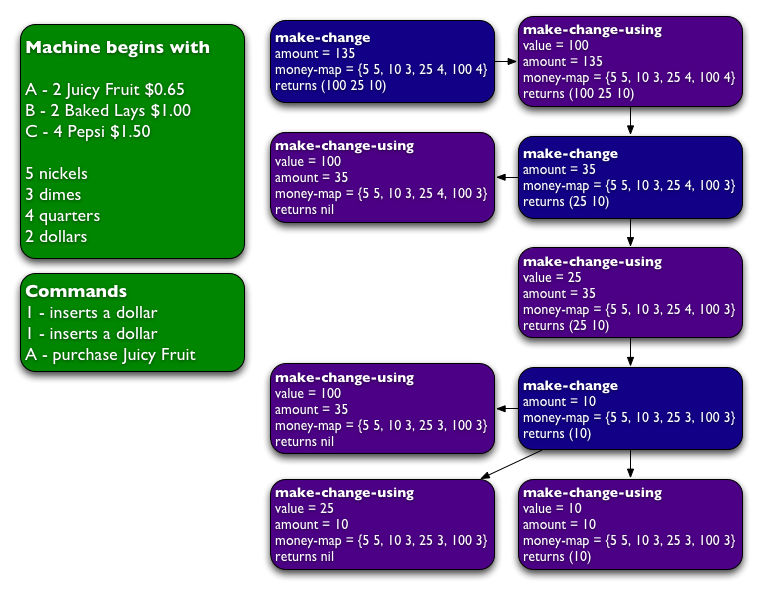 Machine begins with
A - 2 Juicy Fruit $0.65
B - 2 Baked Lays $1.00
C - 4 Pepsi $1.50
5 nickels
3 dimes
4 quarters
2 dollars
Commands
1 - inserts a dollar
1 - inserts a dollar
A - purchase Juicy Fruit
make-change
amount = 135
money-map = {5 5, 10 3, 25 4, 100 4}
returns (100 25 10)
make-change-using
value = 100
amount = 135
money-map = {5 5, 10 3, 25 4, 100 4}
returns (100 25 10)
make-change-using
value = 100
amount = 35
money-map = {5 5, 10 3, 25 4, 100 3}
returns nil
make-change
amount = 35
money-map = {5 5, 10 3, 25 4, 100 3}
returns (25 10)
make-change-using
value = 25
amount = 35
money-map = {5 5, 10 3, 25 4, 100 3}
returns (25 10)
make-change-using
value = 100
amount = 35
money-map = {5 5, 10 3, 25 3, 100 3}
returns nil
make-change
amount = 10
money-map = {5 5, 10 3, 25 3, 100 3}
returns (10)
make-change-using
value = 25
amount = 10
money-map = {5 5, 10 3, 25 3, 100 3}
returns nil
make-change-using
value = 10
amount = 10
money-map = {5 5, 10 3, 25 3, 100 3}
returns (10)